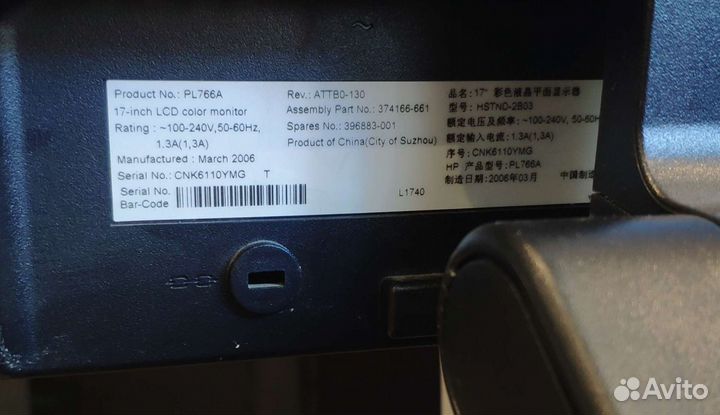 Product No.: PL766A
17-inch LCD color monitor
Rating : ~100-240V,50-60Hz,
1.3A(1,3A)
Manufactured : March 2006
Serial No.: CNK6110YMG T
Serial No.
Bar-Code
Rev.: ATTB0-130
Assembly Part No.: 374166-661
Spares No.: 396883-001
Product of China(City of Suzhou)
L1740
品名: 17" 彩色液晶平面显示器
型号: HSTND-2B03
额定电压及频率: ~100-240V, 50-60H
额定输入电流: 1.3A(1,3A)
序号: CNK6110YMG
HP 产品型号: PL766A
制造日期: 2006年03月 中国制造
Avito